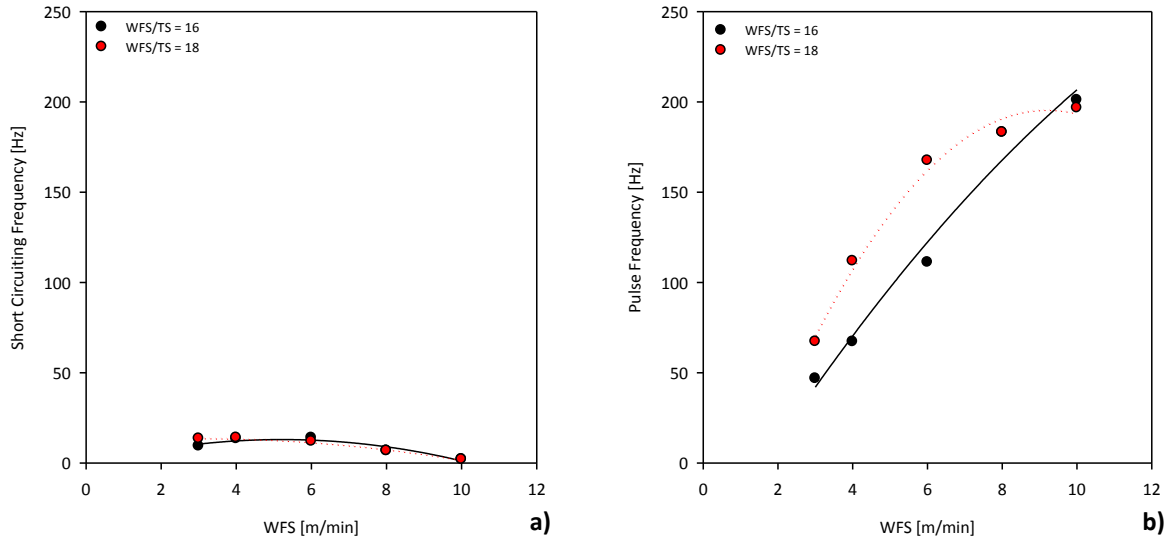 250
200
150
100
50
0
Short Circuiting Frequency [Hz]
WFS/TS = 16
WFS/TS = 18
0 2 4 6 8 10 12
WFS [m/min]
a)
250
200
150
100
50
0
Pulse Frequency [Hz]
WFS/TS = 16
WFS/TS = 18
0 2 4 6 8 10 12
WFS [m/min]
b)